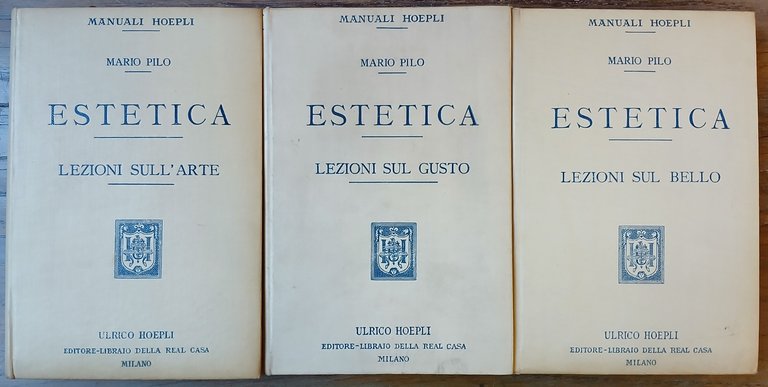 MANUALI HOEPLI
MARIO PILO
ESTETICA
LEZIONI SULL'ARTE
ULRICO HOEPLI
EDITORE-LIBRAIO DELLA REAL CASA
MILANO
MANUALI HOEPLI
MARIO PILO
ESTETICA
LEZIONI SUL GUSTO
ULRICO HOEPLI
EDITORE-LIBRAIO DELLA REAL CASA
MILANO
MANUALI HOEPLI
MARIO PILO
ESTETICA
LEZIONI SUL BELLO
ULRICO HOEPLI
EDITORE-LIBRAIO DELLA REAL CASA
MILANO